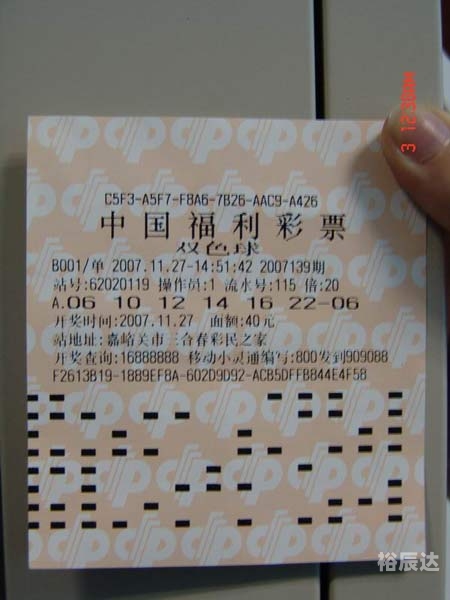 C5F3-A5F7-F8A6-7B26-AAC9-A426
中国福利彩票
双色球
B001/单 2007.11.27-14:51:42 2007139期
站号:62020119 操作员:1 流水号:115 倍:20
A.06 10 12 14 16 22-06
开奖时间:2007.11.27 面额:40元
站地址:嘉峪关市三合春彩民之家
开奖查询:16888888 移动小灵通编写:800发到909088
F2613B19-1889EF8A-602D9D92-ACB5DFFB844E4F58
裕辰达